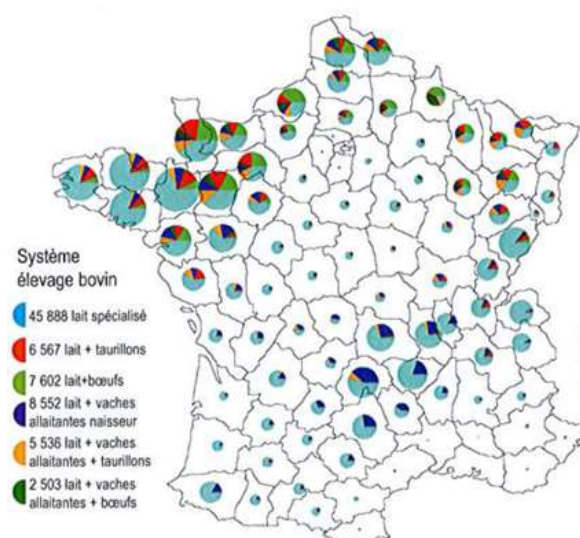 Système
élevage bovin
45 888 lait spécialisé
6 567 lait + taurillons
7 602 lait+bœufs
8 552 lait + vaches
allaitantes naisseur
5 536 lait + vaches
allaitantes + taurillons
2 503 lait + vaches
allaitantes + bœufs